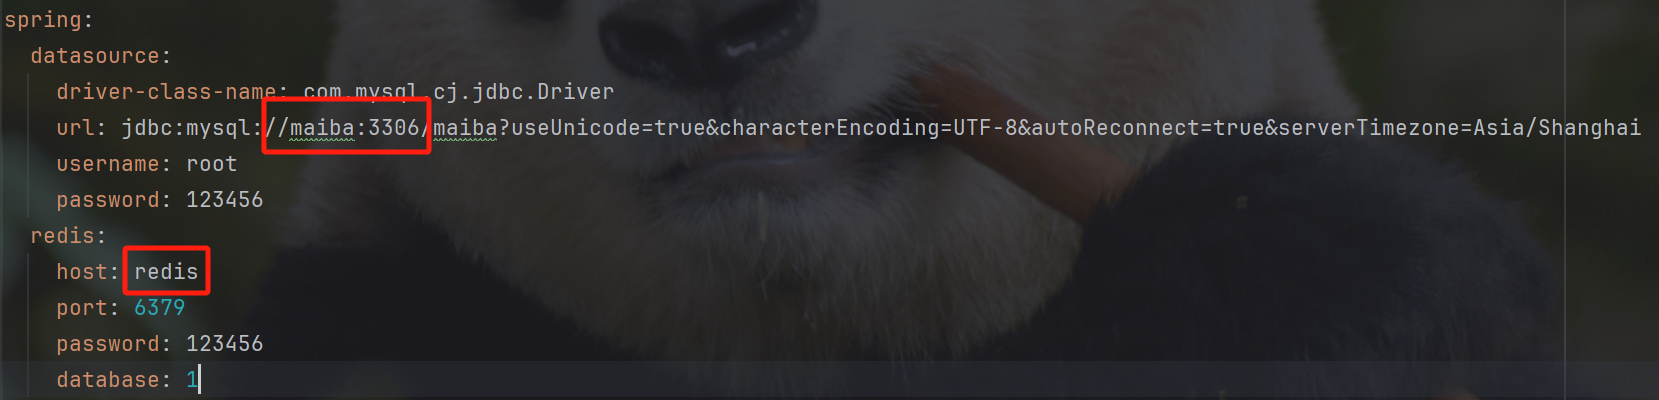 spring:
datasource:
driver-class-name: com.mysql.cj.jdbc.Driver
url: jdbc:mysql://maiba:3306/maiba?useUnicode=true&characterEncoding=UTF-8&autoReconnect=true&serverTimezone=Asia/Shanghai
username: root
password: 123456
redis:
host: redis
port: 6379
password: 123456
database: 1